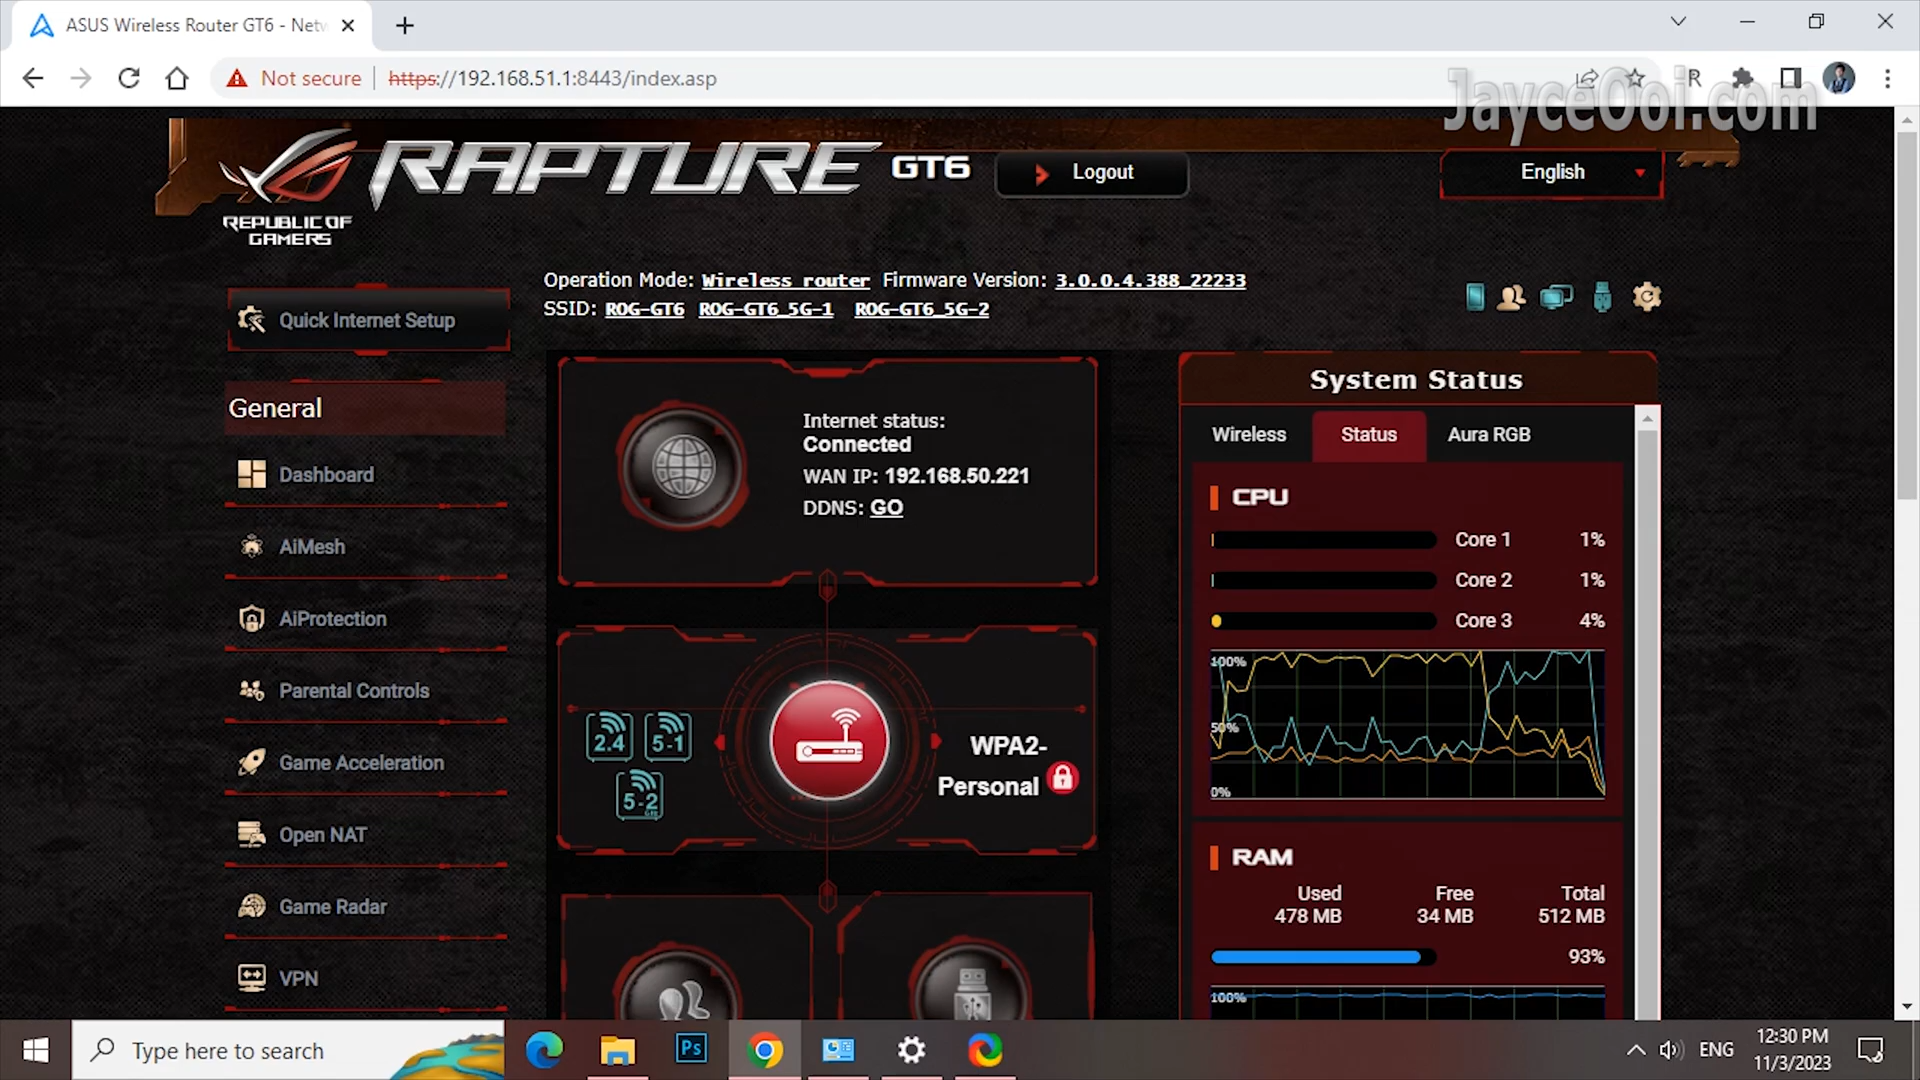 ASUS Wireless Router GT6 - Netw
Not secure
https://192.168.51.1:8443/index.asp
R
JayceOoi.com
REPUBLIC OF
GAMERS
RAPTURE
GT6
Logout
English
Operation Mode: Wireless router Firmware Version: 3.0.0.4.388_22233
SSID: ROG-GT6 ROG-GT6_5G-1 ROG-GT6_5G-2
Quick Internet Setup
General
Dashboard
AiMesh
AiProtection
Parental Controls
Game Acceleration
Open NAT
Game Radar
VPN
Internet status:
Connected
WAN IP: 192.168.50.221
DDNS: GO
2.4
5-1
5-2
WPA2-
Personal
System Status
Wireless Status Aura RGB
CPU
Core 1 1%
Core 2 1%
Core 3 4%
100%
50%
0%
RAM
Used Free Total
478 MB 34 MB 512 MB
93%
100%
Type here to search
Ps
ENG
12:30 PM
11/3/2023